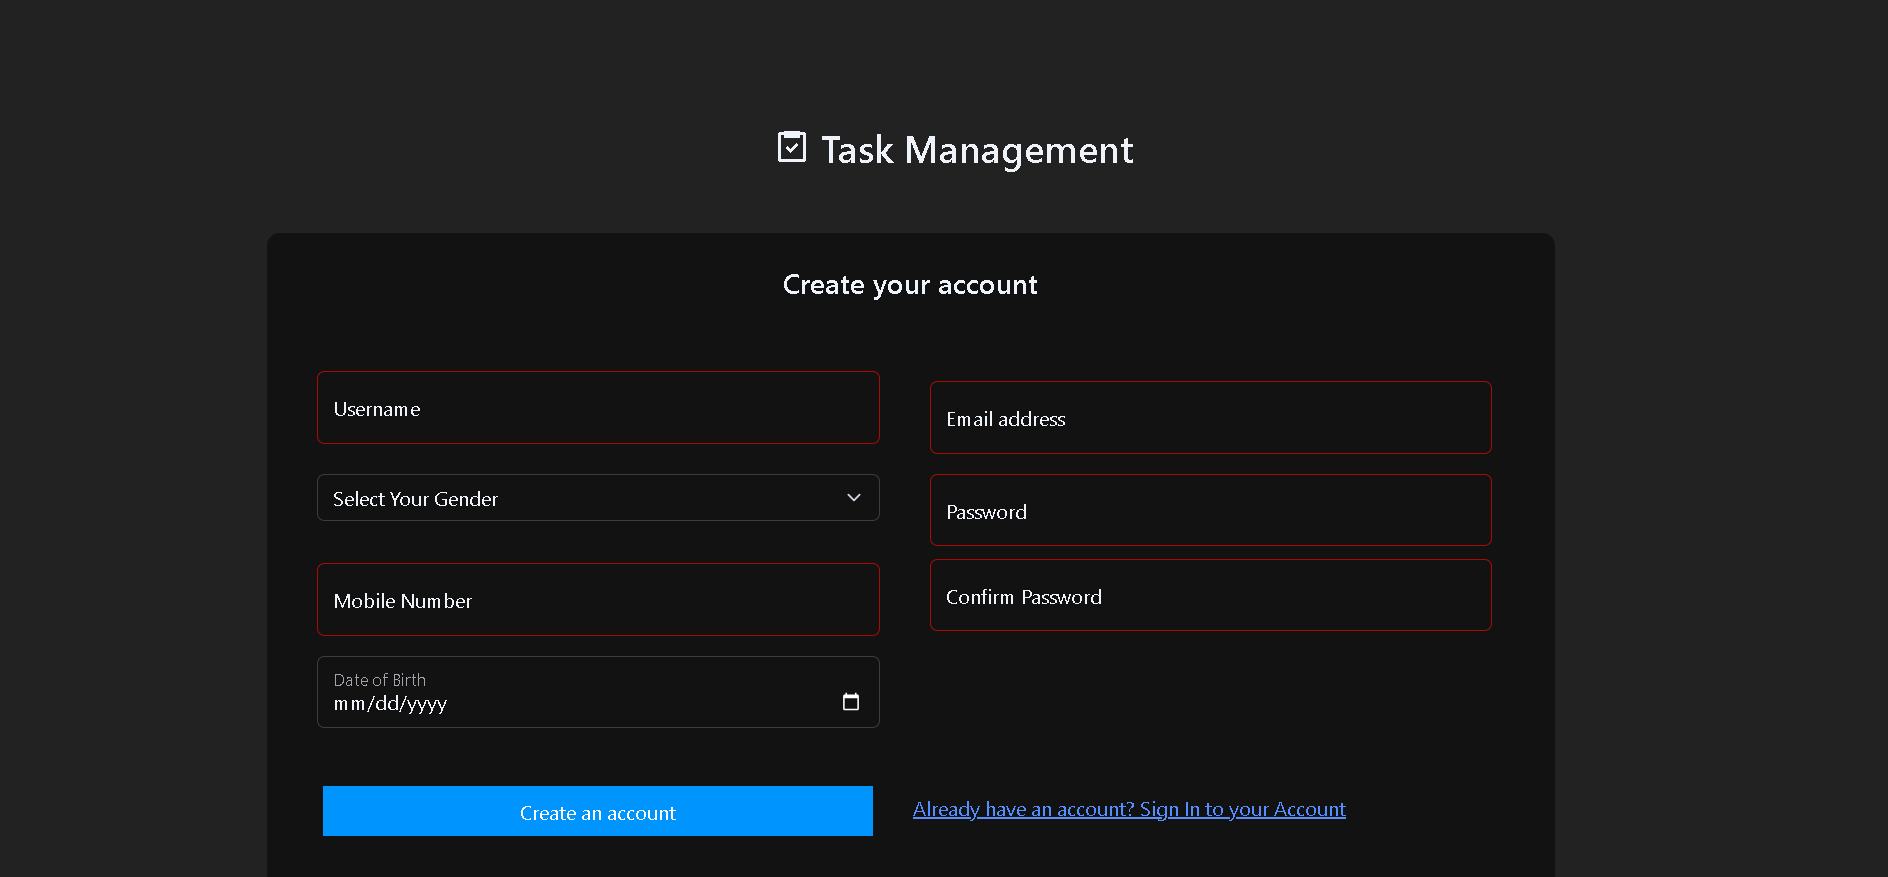 Task Management
Create your account
Username
Email address
Select Your Gender
Password
Mobile Number
Confirm Password
Date of Birth
mm/dd/yyyy
Create an account
Already have an account? Sign In to your Account